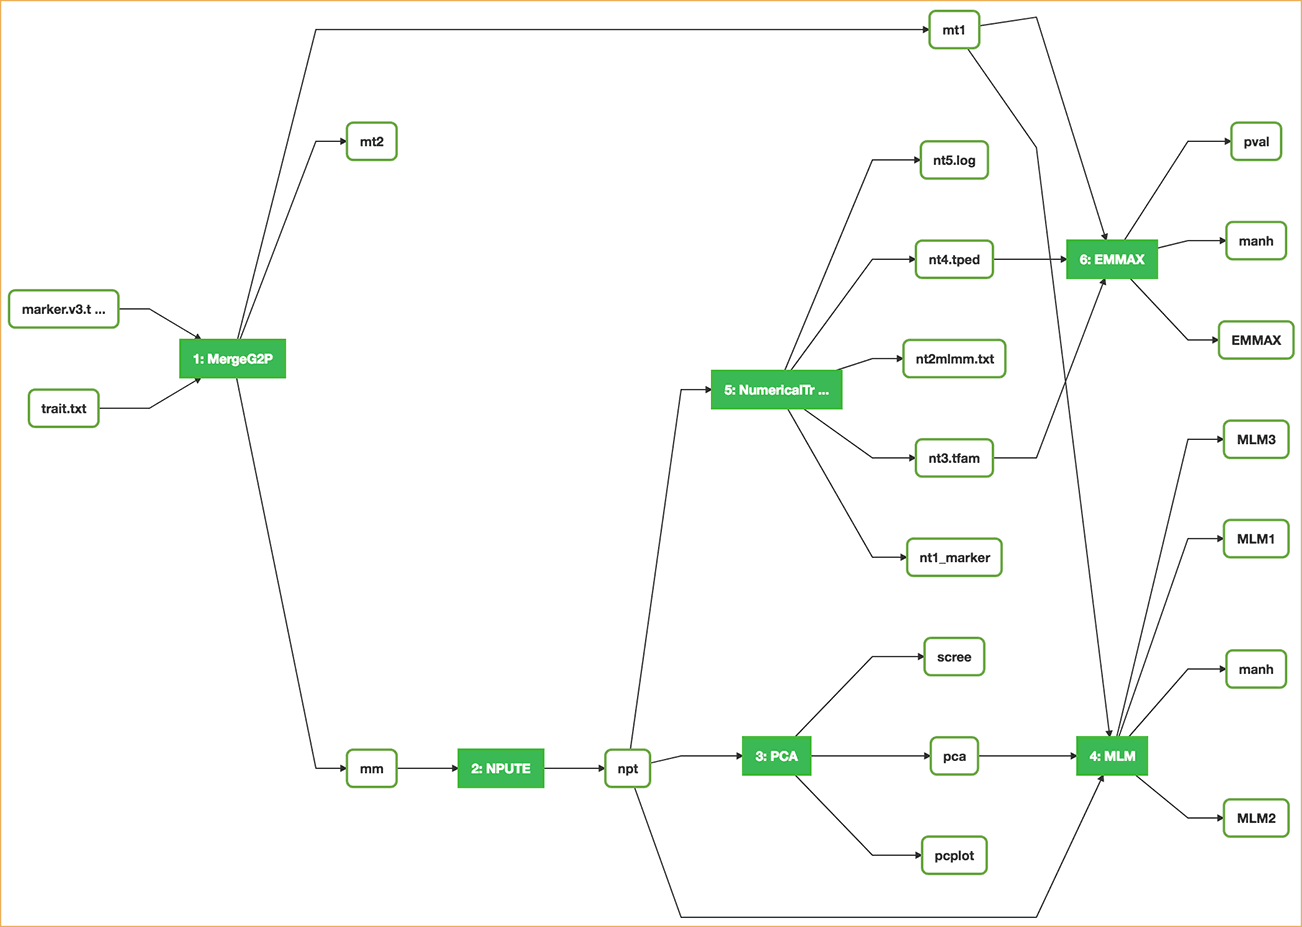 mt1
mt2
pval
nt5.log
manh
nt4.tped
6: EMMAX
marker.v3.t ...
EMMAX
1: MergeG2P
nt2mlmm.txt
5: NumericalTr ...
trait.txt
MLM3
nt3.tfam
MLM1
nt1_marker
scree
manh
3: PCA
pca
4: MLM
mm
2: NPUTE
npt
MLM2
pcplot